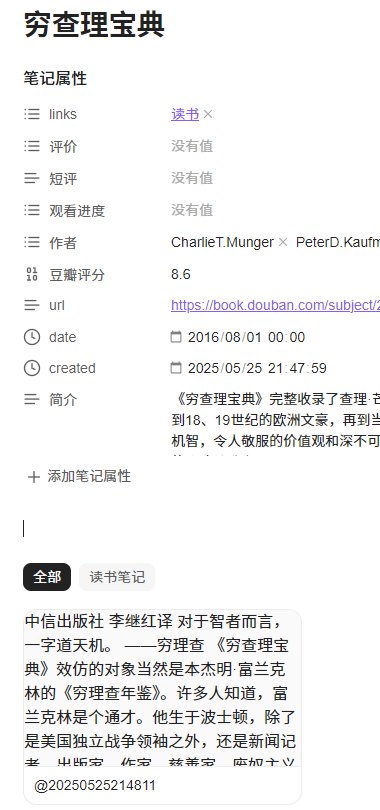 穷查理宝典
笔记属性
links 读书 ×
评价 没有值
短评 没有值
观看进度 没有值
作者 CharlieT.Munger × PeterD.Kaufm
豆瓣评分 8.6
url https://book.douban.com/subject/2
date 2016/08/01 00:00
created 2025/05/25 21:47:59
简介 《穷查理宝典》完整收录了查理·芒
到18、19世纪的欧洲文豪，再到当
机智，令人敬服的价值观和深不可
+ 添加笔记属性
全部 读书笔记
中信出版社 李继红译 对于智者而言，
一字道天机。 ——穷理查 《穷查理宝
典》效仿的对象当然是本杰明·富兰克
林的《穷理查年鉴》。许多人知道，富
兰克林是个通才。他生于波士顿，除了
是美国独立战争领袖之外，还是新闻记
者、出版家、作家、慈善家、废奴主义
@20250525214811